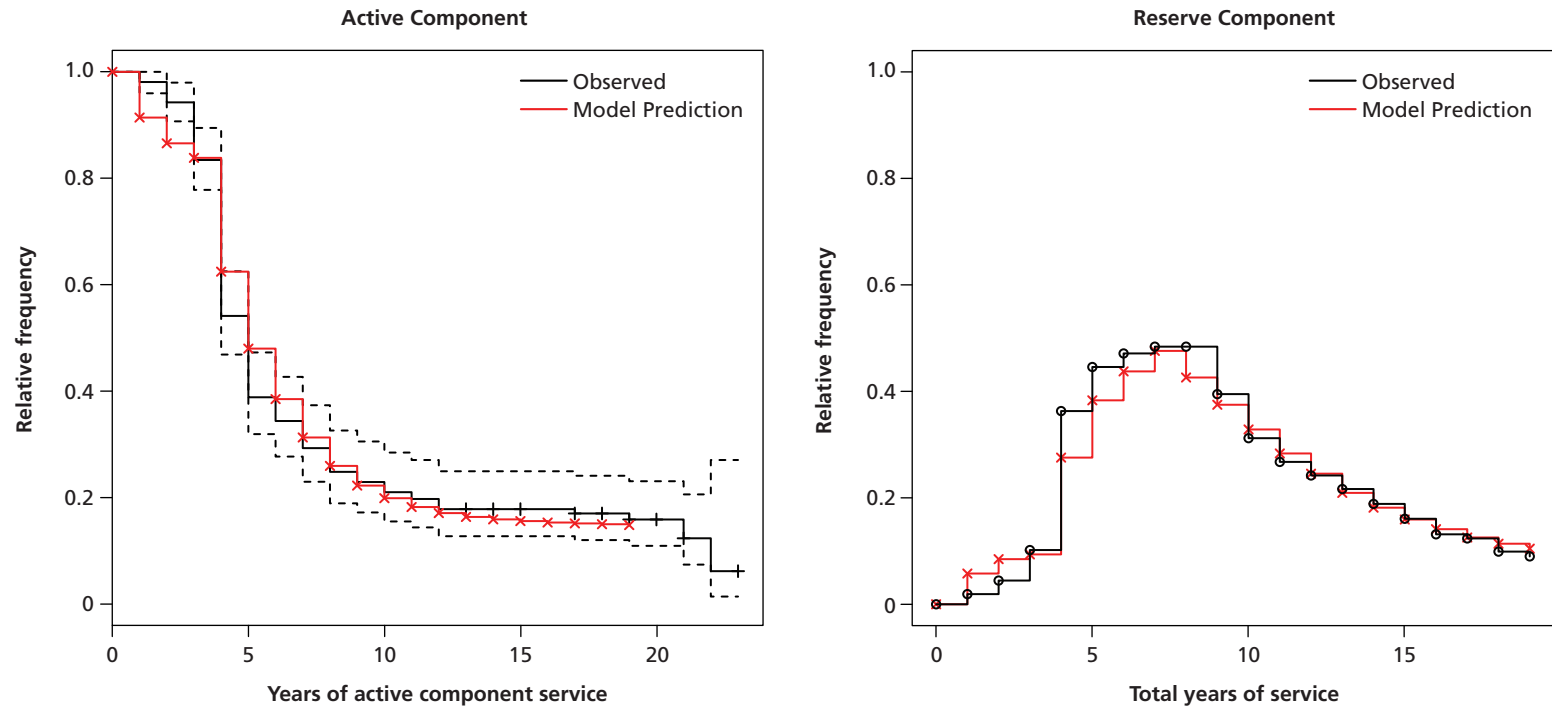 Active Component
Observed
Model Prediction
Relative frequency
1.0
0.8
0.6
0.4
0.2
0
0 5 10 15 20
Years of active component service
Reserve Component
Observed
Model Prediction
Relative frequency
1.0
0.8
0.6
0.4
0.2
0
0 5 10 15
Total years of service